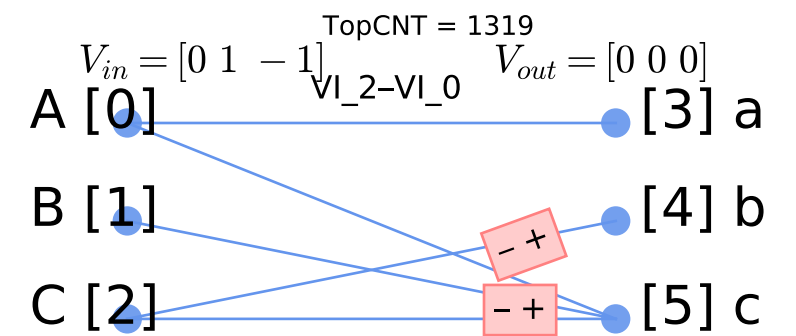 TopCNT = 1319
V_in = [0 1 −1] V_out = [0 0 0]
VI_2−VI_0
A [0] [3] a
B [1] [4] b
− +
C [2] − + [5] c